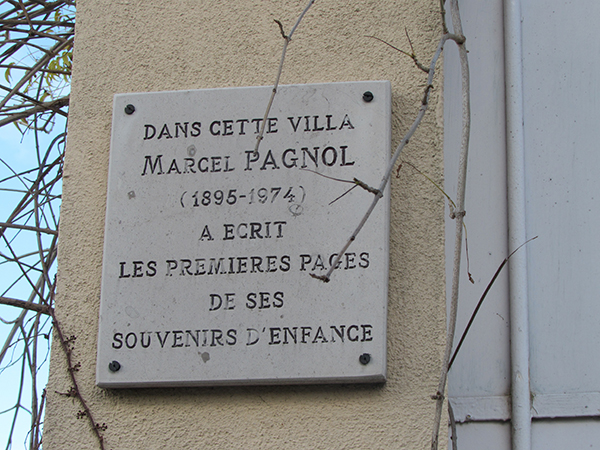 DANS CETTE VILLA
MARCEL PAGNOL
(1895-1974)
A ECRIT
LES PREMIERES PAGES
DE SES
SOUVENIRS D'ENFANCE